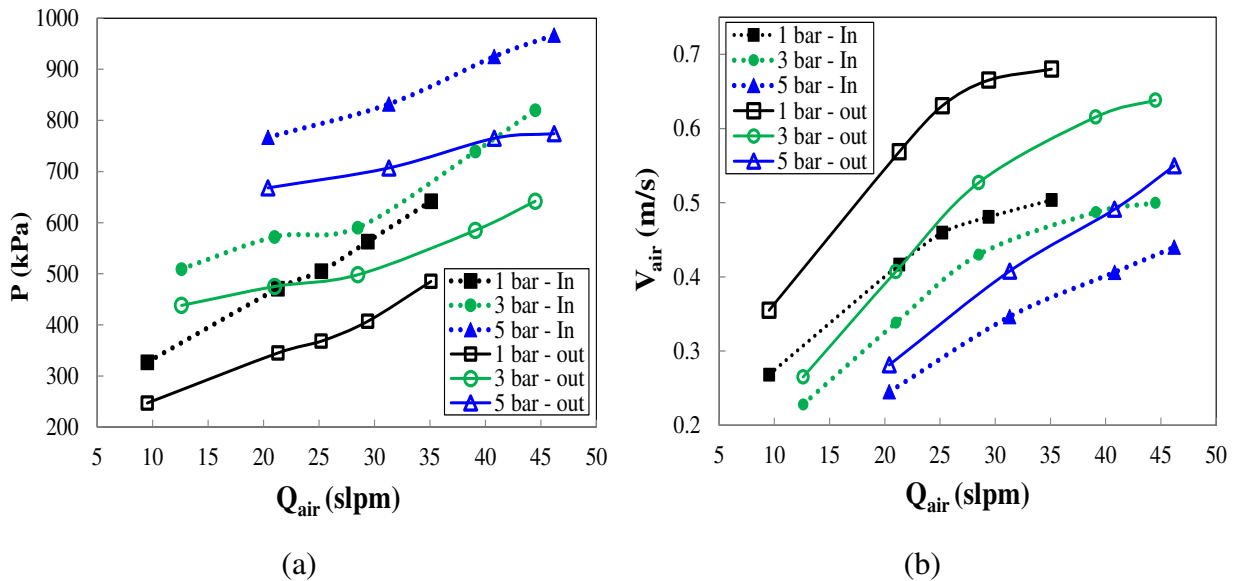 1000
900
800
700
600
500
400
300
200
P (kPa)
5 10 15 20 25 30 35 40 45 50
Q_air (slpm)
1 bar - In
3 bar - In
5 bar - In
1 bar - out
3 bar - out
5 bar - out
(a)
0.7
0.6
0.5
0.4
0.3
0.2
V_air (m/s)
5 10 15 20 25 30 35 40 45 50
Q_air (slpm)
1 bar - In
3 bar - In
5 bar - In
1 bar - out
3 bar - out
5 bar - out
(b)